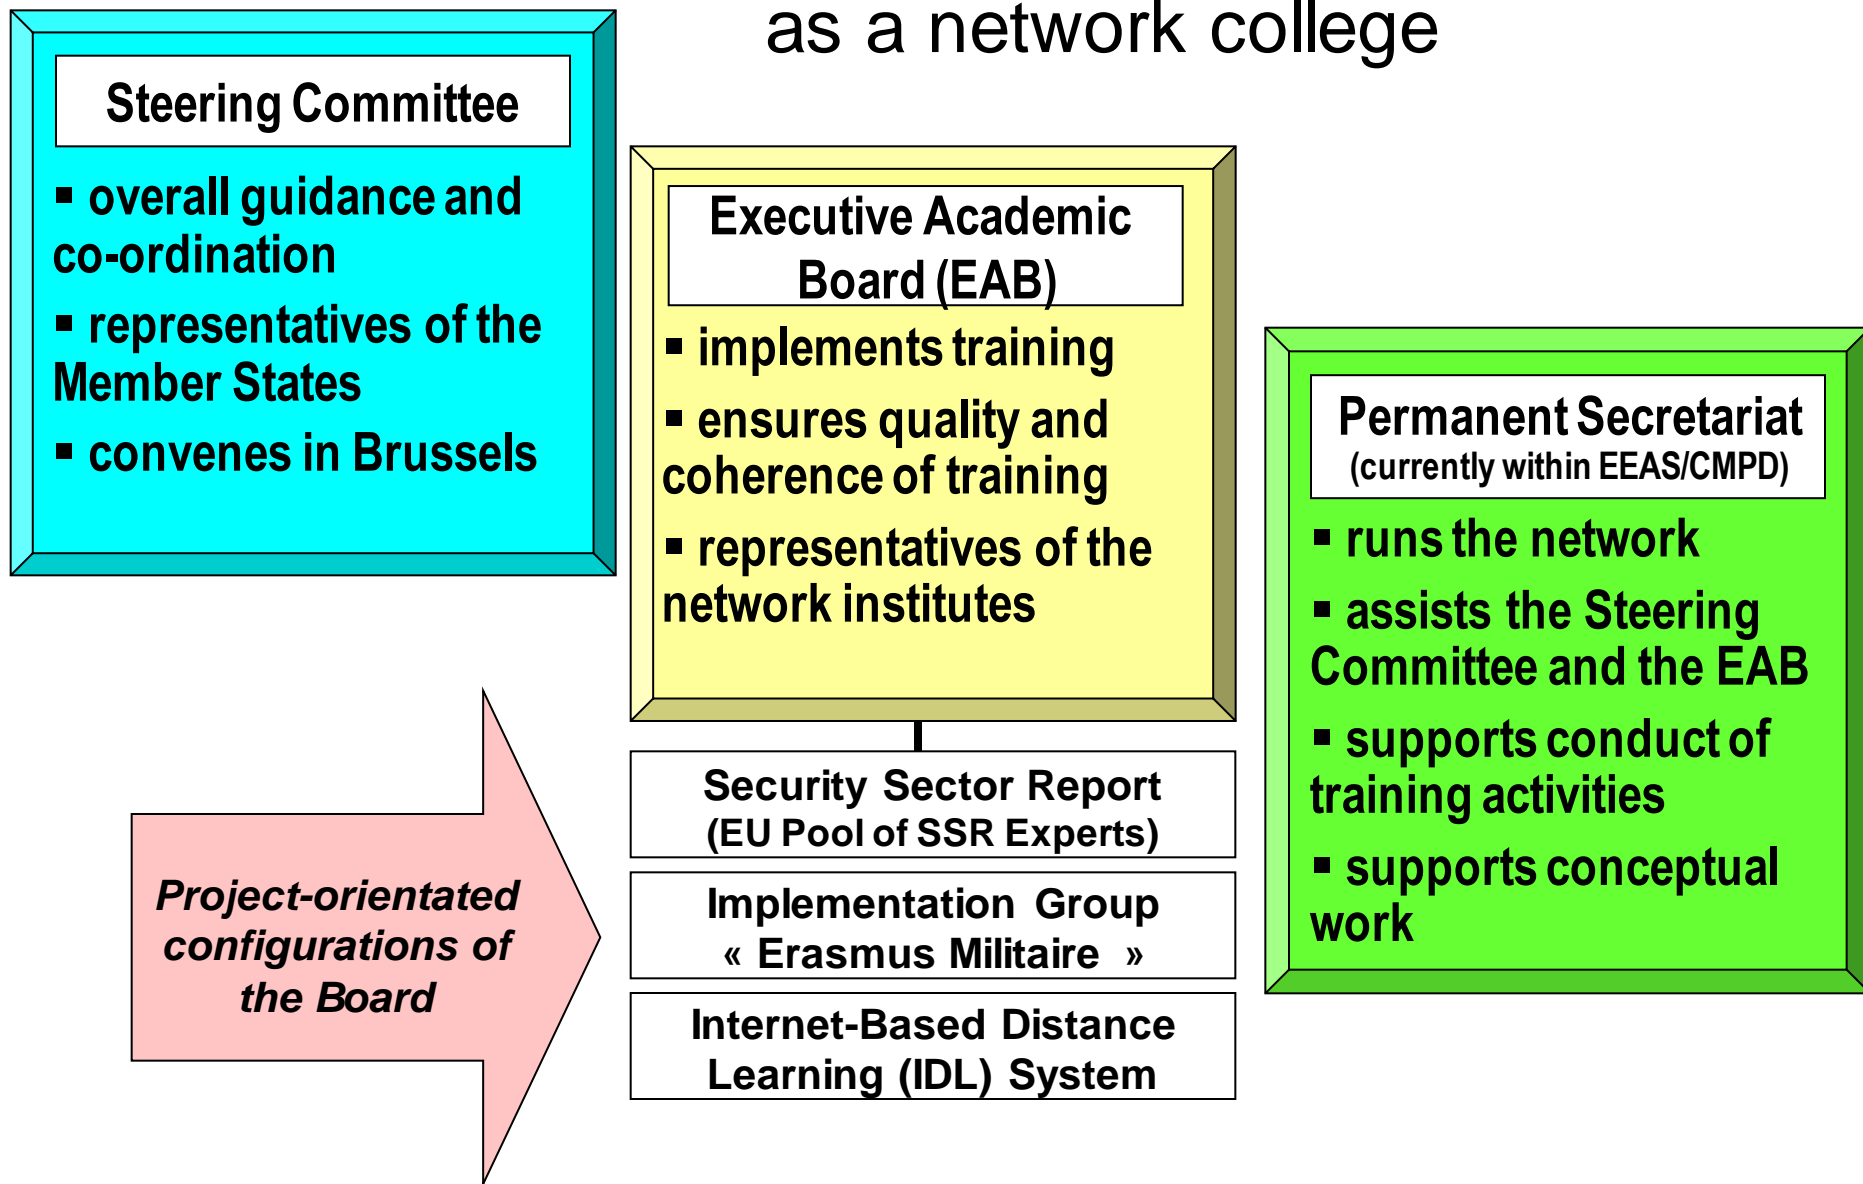 as a network college
Steering Committee
▪ overall guidance and
co-ordination
▪ representatives of the
Member States
▪ convenes in Brussels
Executive Academic
Board (EAB)
▪ implements training
▪ ensures quality and
coherence of training
▪ representatives of the
network institutes
Permanent Secretariat
(currently within EEAS/CMPD)
▪ runs the network
▪ assists the Steering
Committee and the EAB
▪ supports conduct of
training activities
▪ supports conceptual
work
Project-orientated
configurations of
the Board
Security Sector Report
(EU Pool of SSR Experts)
Implementation Group
« Erasmus Militaire »
Internet-Based Distance
Learning (IDL) System